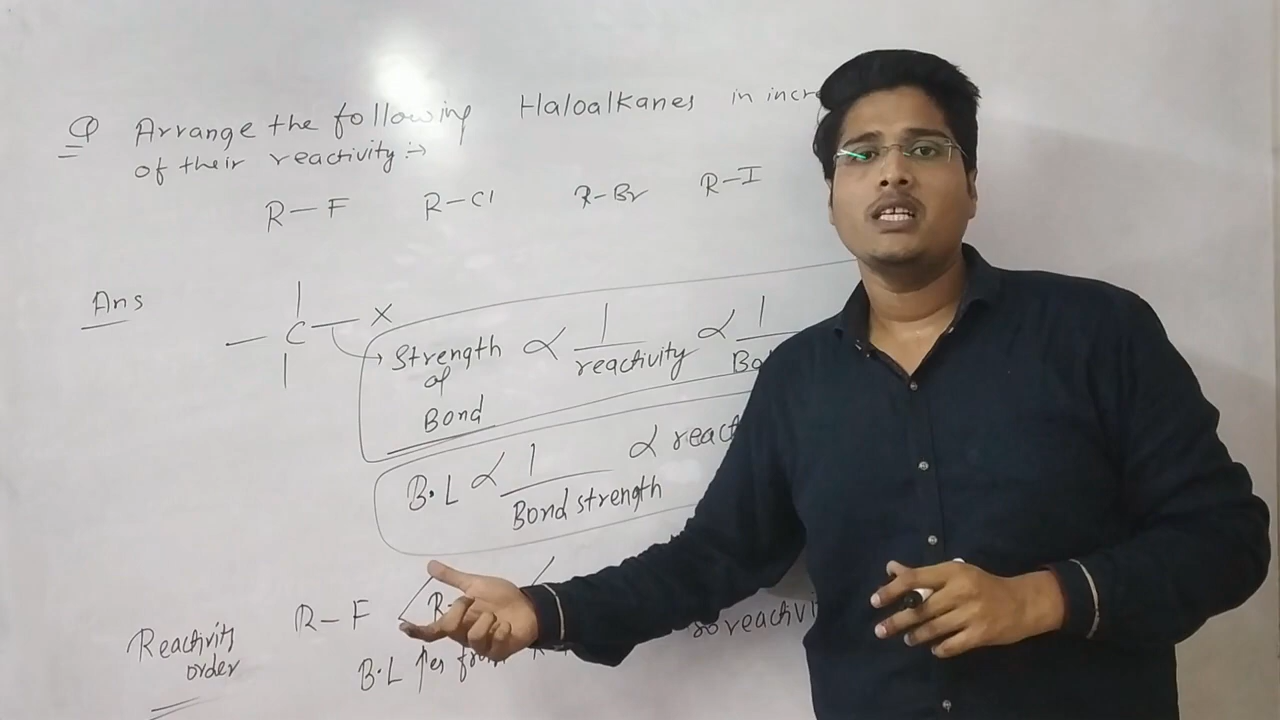 Q Arrange the following Haloalkanes in incre
of their reactivity :→
R–F R–Cl R–Br R–I
Ans
C – X
Strength of Bond ∝ 1/reactivity ∝ 1/Bo
B.L ∝ 1/Bond strength ∝ react
Reactivity order
R–F < R- <
B.L from so reactivi